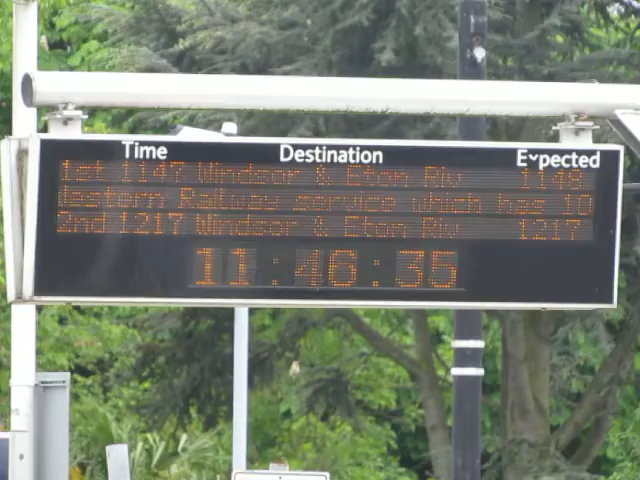 Time Destination Expected
1st 1147 Windsor & Eton Riv 1148
Western Railway service which has 10
2nd 1217 Windsor & Eton Riv 1217
11:46:35